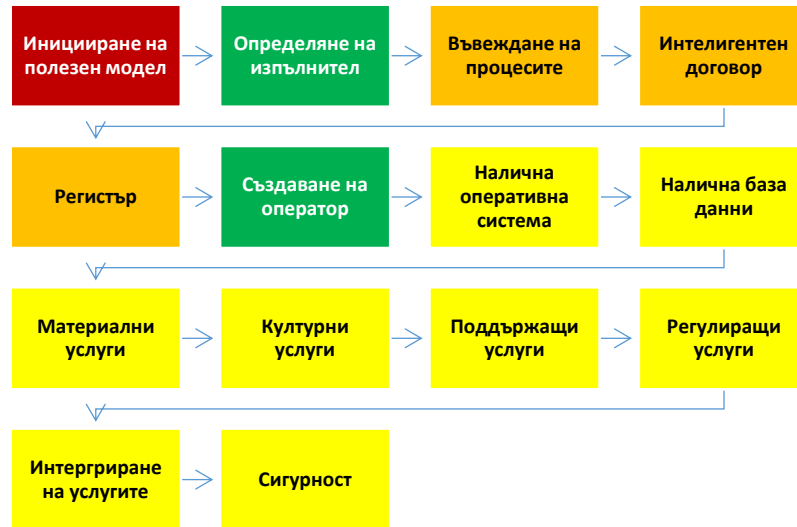 Иницииране на
полезен модел
Определяне на
изпълнител
Въвеждане на
процесите
Интелигентен
договор
Регистър
Създаване на
оператор
Налична
оперативна
система
Налична база
данни
Материални
услуги
Културни
услуги
Поддържащи
услуги
Регулиращи
услуги
Интергриране
на услугите
Сигурност